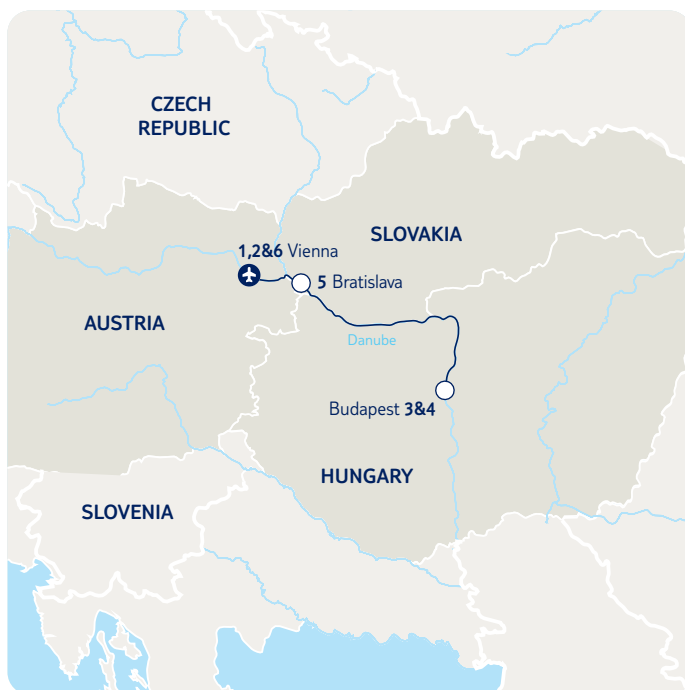 CZECH
REPUBLIC
SLOVAKIA
1,2&6 Vienna
5 Bratislava
AUSTRIA
Danube
Budapest 3&4
HUNGARY
SLOVENIA